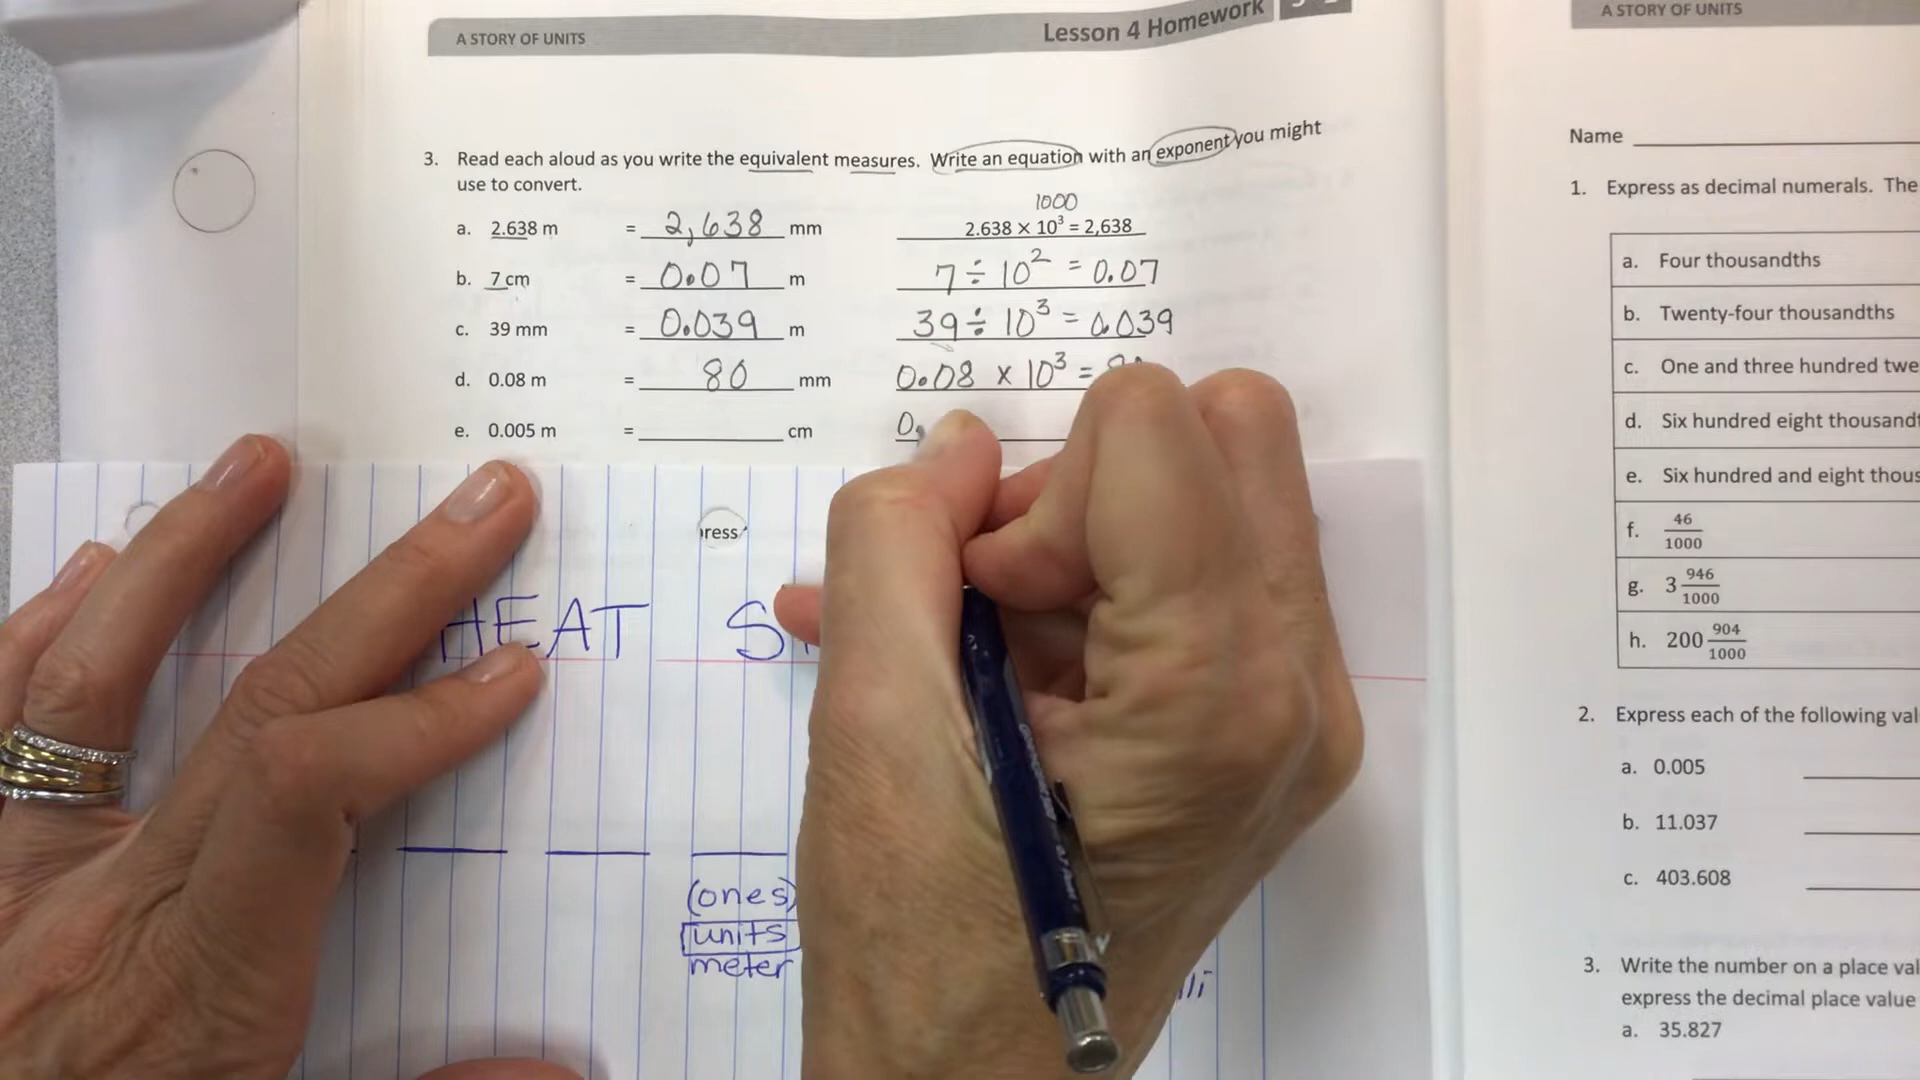 A STORY OF UNITS
Lesson 4 Homework
3. Read each aloud as you write the equivalent measures. Write an equation with an exponent you might
use to convert.
1000
a. 2.638 m = 2,638 mm 2.638 × 10³ = 2,638
b. 7 cm = 0.07 m 7 ÷ 10² = 0.07
c. 39 mm = 0.039 m 39 ÷ 10³ = 0.039
d. 0.08 m = 80 mm 0.08 × 10³ =
e. 0.005 m = cm 0.
HEAT
(ones)
units
meter
A STORY OF UNITS
Name
1. Express as decimal numerals. The
a. Four thousandths
b. Twenty-four thousandths
c. One and three hundred
d. Six hundred eight
e. Six hundred and eight
f. 46/1000
g. 3 946/1000
h. 200 904/1000
2. Express each of the following
a. 0.005
b. 11.037
c. 403.608
3. Write the number on a place
express the decimal place value
a. 35.827